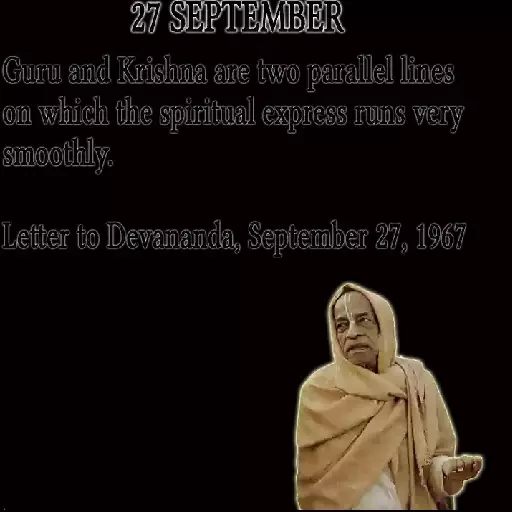 27 SEPTEMBER
Guru and Krishna are two parallel lines
on which the spiritual express runs very
smoothly.
Letter to Devananda, September 27, 1967